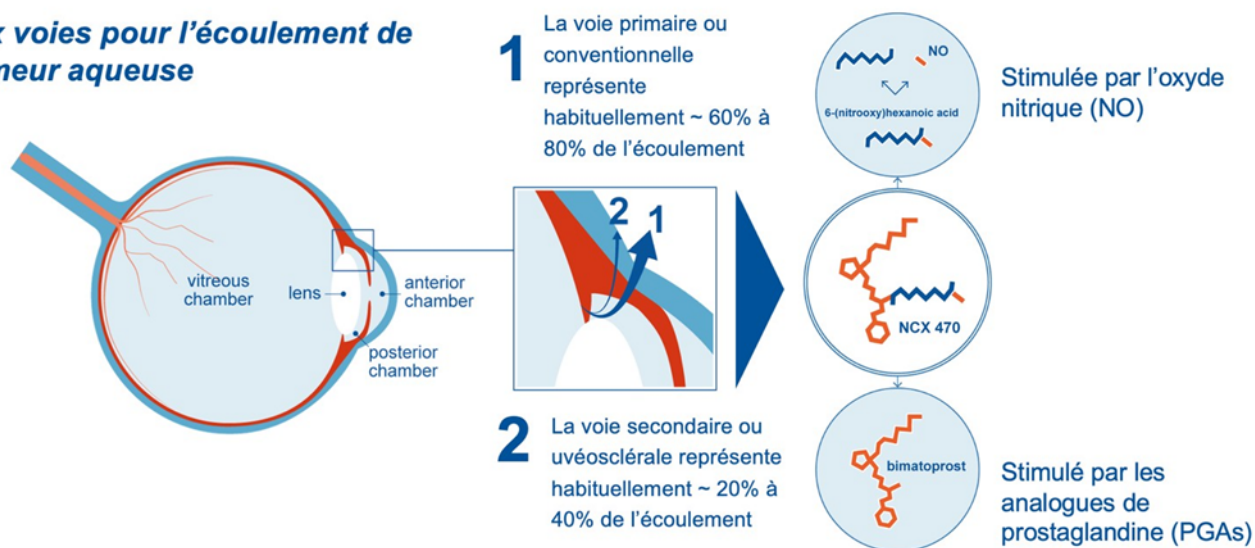 voies pour l’écoulement de
meur aqueuse
1
La voie primaire ou
conventionnelle
représente
habituellement ~ 60% à
80% de l’écoulement
NO
6-(nitrooxy)hexanoic acid
Stimulée par l’oxyde
nitrique (NO)
vitreous
chamber
lens
anterior
chamber
posterior
chamber
2
1
NCX 470
2
La voie secondaire ou
uvéosclérale représente
habituellement ~ 20% à
40% de l’écoulement
bimatoprost
Stimulé par les
analogues de
prostaglandine (PGAs)